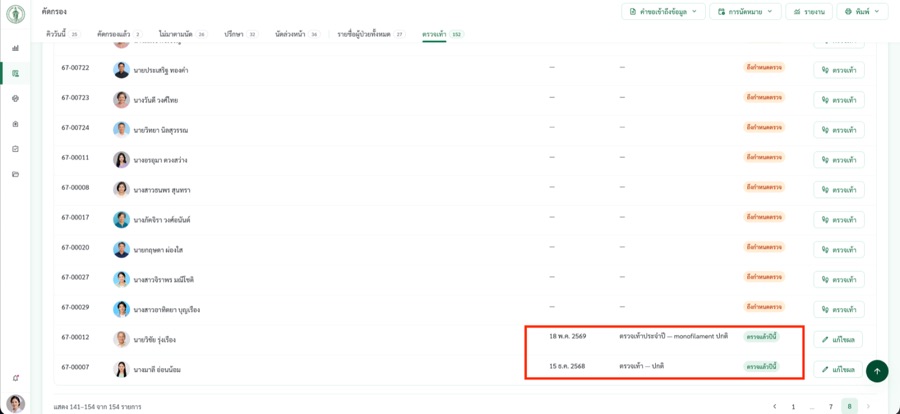 คัดกรอง
คำขอเข้าถึงข้อมูล
การนัดหมาย
รายงาน
พิมพ์
คิววันนี้ 25
คัดกรองแล้ว 2
ไม่มาตามนัด 26
ปรึกษา 32
นัดล่วงหน้า 36
รายชื่อผู้ป่วยทั้งหมด 27
ตรวจเท้า 152
67-00722 นายประเสริฐ ทองคำ — — ถึงกำหนดตรวจ ตรวจเท้า
67-00723 นางวันดี วงศ์ไทย — — ถึงกำหนดตรวจ ตรวจเท้า
67-00724 นายวิทยา นิลสุวรรณ — — ถึงกำหนดตรวจ ตรวจเท้า
67-00011 นางอรอุมา ดวงสว่าง — — ถึงกำหนดตรวจ ตรวจเท้า
67-00008 นางสาวธนพร สุนทรา — — ถึงกำหนดตรวจ ตรวจเท้า
67-00017 นางภัคจิรา วงศ์อนันต์ — — ถึงกำหนดตรวจ ตรวจเท้า
67-00020 นายกฤษดา ผ่องใส — — ถึงกำหนดตรวจ ตรวจเท้า
67-00027 นางสาวจิราพร มณีโชติ — — ถึงกำหนดตรวจ ตรวจเท้า
67-00029 นางสาวอาทิตยา บุญเรือง — — ถึงกำหนดตรวจ ตรวจเท้า
67-00012 นายวิชัย รุ่งเรือง 18 พ.ค. 2569 ตรวจเท้าประจำปี — monofilament ปกติ ตรวจแล้วปีนี้ แก้ไขผล
67-00007 นางมาลี อ่อนน้อม 15 ธ.ค. 2568 ตรวจเท้า — ปกติ ตรวจแล้วปีนี้ แก้ไขผล
แสดง 141–154 จาก 154 รายการ
1 ... 7 8